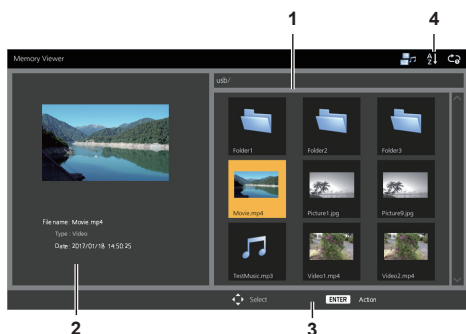 1
4
Memory Viewer
A
Z
usb/
Folder1
Folder2
Folder3
Movie.mp4
Picture1.jpg
Picture9.jpg
File name: Movie.mp4
Type : Video
Date: 2017/01/18 14:50:25
TestMusic.mp3
Video1.mp4
Video2.mp4
Select
ENTER Action
2
3